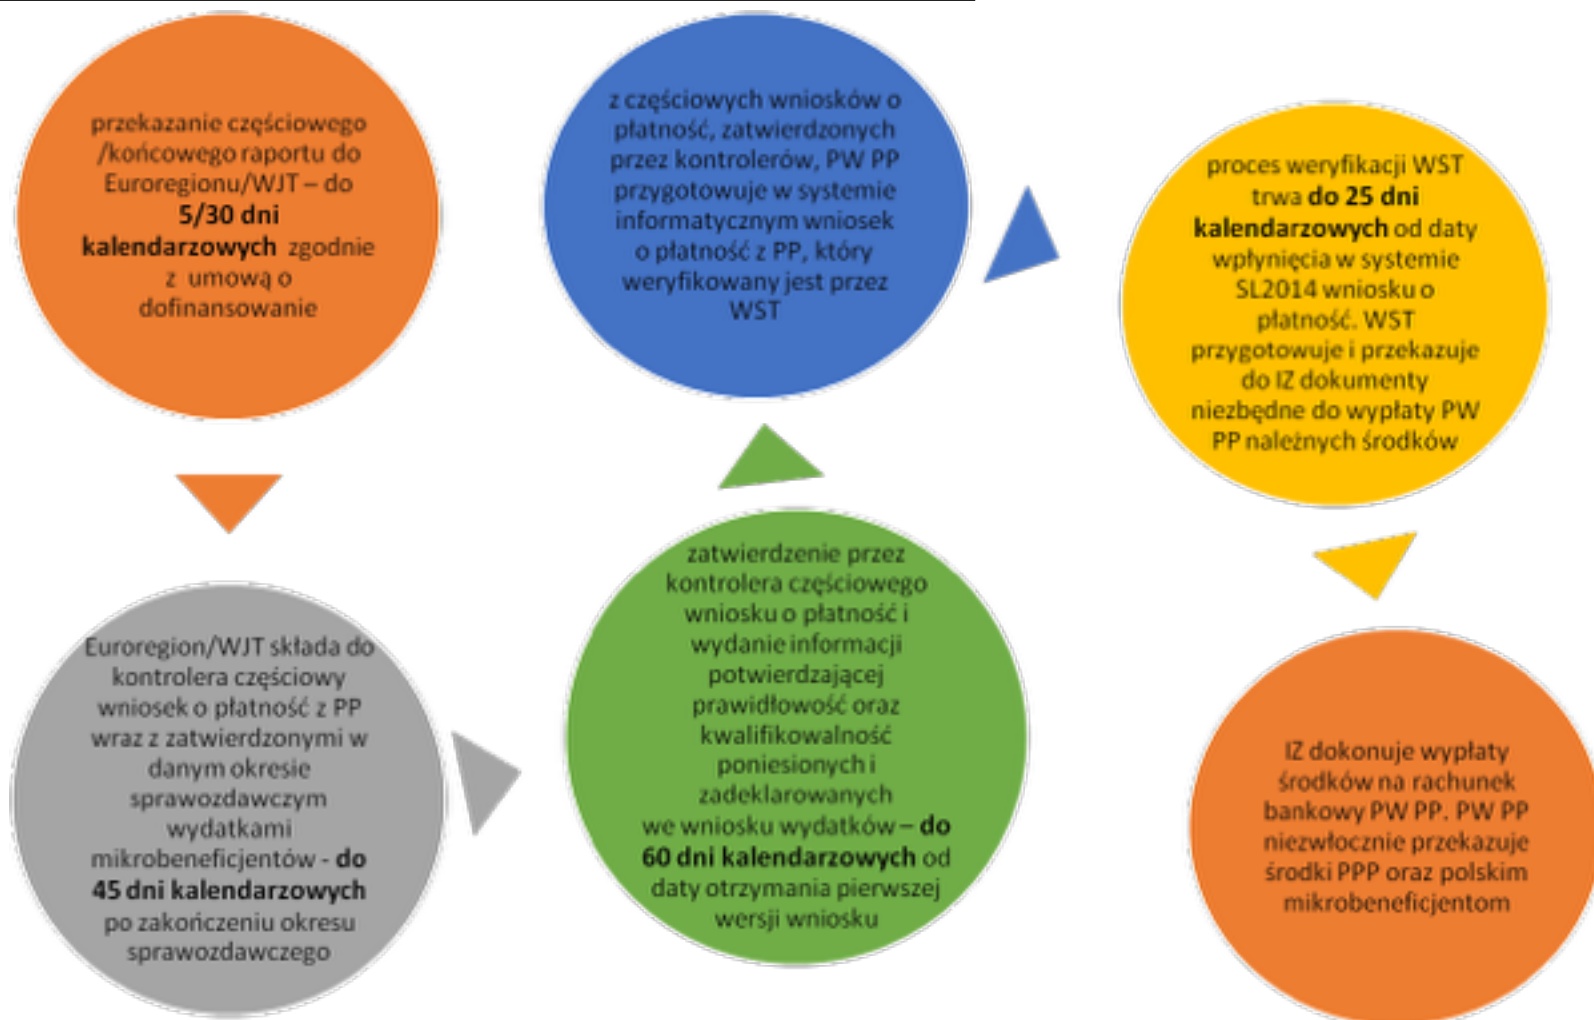 przekazanie częściowego
/końcowego raportu do
Euroregionu/WJT – do
5/30 dni
kalendarzowych zgodnie
z umową o
dofinansowanie
Euroregion/WJT składa do
kontrolera częściowy
wniosek o płatność z PP
wraz z zatwierdzonymi w
danym okresie
sprawozdawczym
wydatkami
mikrobeneficjentów - do
45 dni kalendarzowych
po zakończeniu okresu
sprawozdawczego
zatwierdzenie przez
kontrolera częściowego
wniosku o płatność i
wydanie informacji
potwierdzającej
prawidłowość oraz
kwalifikowalność
poniesionych i
zadeklarowanych
we wniosku wydatków – do
60 dni kalendarzowych od
daty otrzymania pierwszej
wersji wniosku
z częściowych wniosków o
płatność, zatwierdzonych
przez kontrolerów, PW PP
przygotowuje w systemie
informatycznym wniosek
o płatność z PP, który
weryfikowany jest przez
WST
proces weryfikacji WST
trwa do 25 dni
kalendarzowych od daty
wpłynięcia w systemie
SL2014 wniosku o
płatność. WST
przygotowuje i przekazuje
do IZ dokumenty
niezbędne do wypłaty PW
PP należnych środków
IZ dokonuje wypłaty
środków na rachunek
bankowy PW PP. PW PP
niezwłocznie przekazuje
środki PPP oraz polskim
mikrobeneficjentom